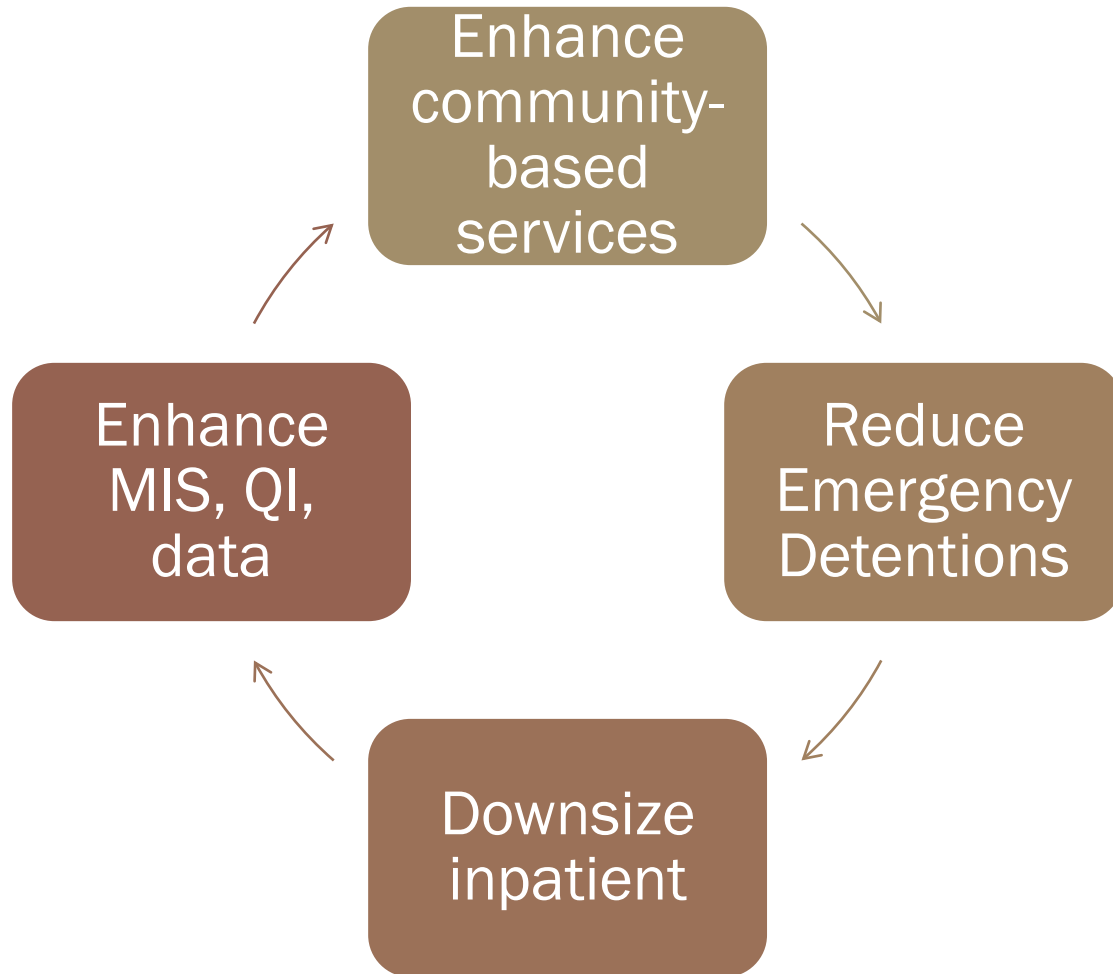 Enhance
community-
based
services
Reduce
Emergency
Detentions
Downsize
inpatient
Enhance
MIS, QI,
data